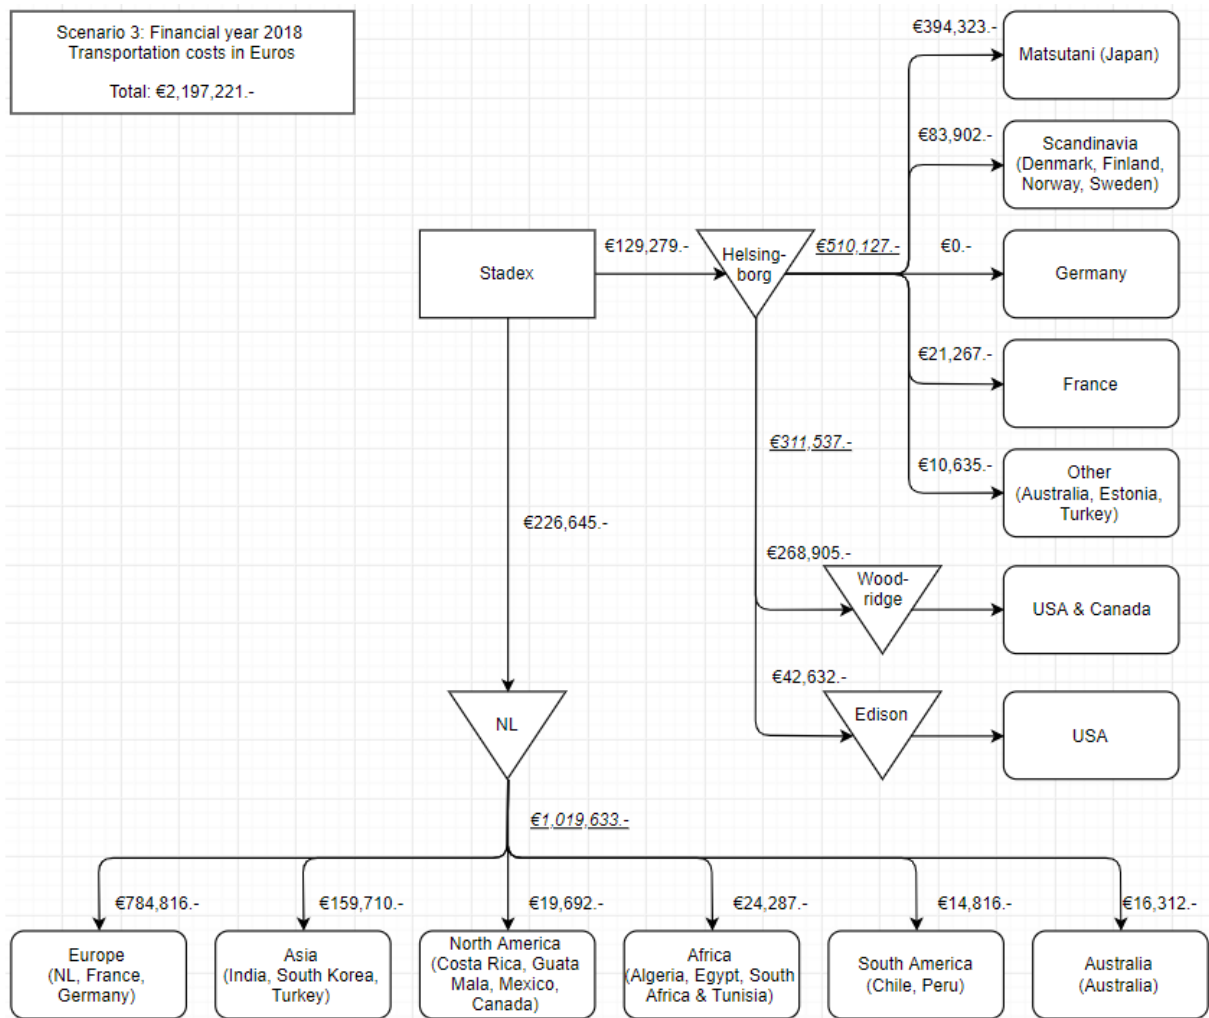 Scenario 3: Financial year 2018
Transportation costs in Euros
Total: €2,197,221.-
€394,323.-
Matsutani (Japan)
€83,902.-
Scandinavia
(Denmark, Finland,
Norway, Sweden)
Stadex
€129,279.-
Helsing-
borg
€510,127.-
€0.-
Germany
€21,267.-
France
€311,537.-
€10,635.-
Other
(Australia, Estonia,
Turkey)
€226,645.-
€268,905.-
Wood-
ridge
USA & Canada
€42,632.-
Edison
USA
NL
€1,019,633.-
€784,816.-
€159,710.-
€19,692.-
€24,287.-
€14,816.-
€16,312.-
Europe
(NL, France,
Germany)
Asia
(India, South Korea,
Turkey)
North America
(Costa Rica, Guata
Mala, Mexico,
Canada)
Africa
(Algeria, Egypt, South
Africa & Tunisia)
South America
(Chile, Peru)
Australia
(Australia)